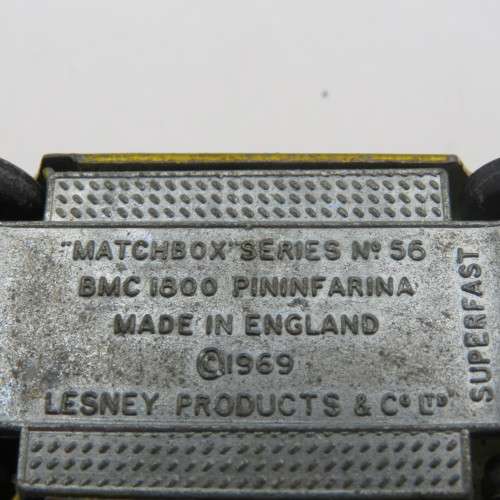 "MATCHBOX" SERIES Nº 56
BMC 1800 PININFARINA
MADE IN ENGLAND
©1969
LESNEY PRODUCTS & Cº LTD
SUPERFAST